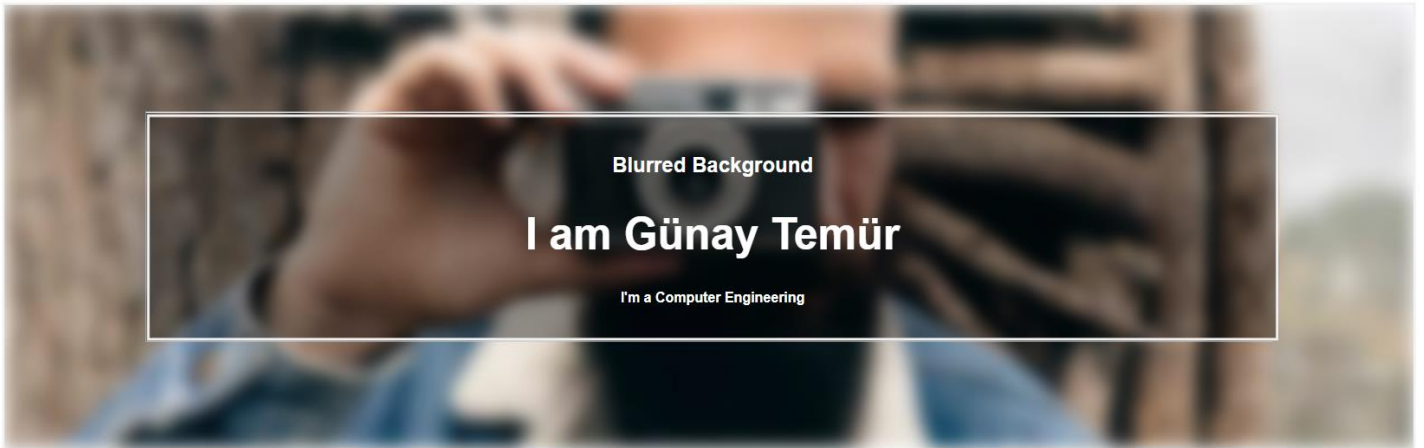 Blurred Background
I am Günay Temür
I'm a Computer Engineering